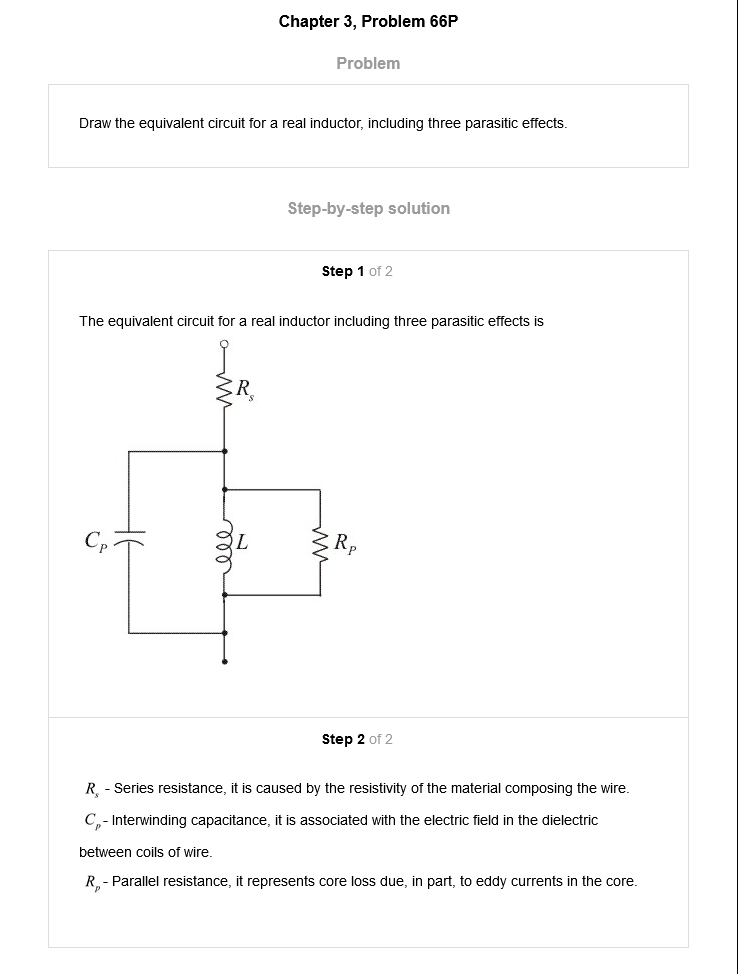 Chapter 3, Problem 66P
Problem
Draw the equivalent circuit for a real inductor, including three parasitic effects.
Step-by-step solution
Step 1 of 2
The equivalent circuit for a real inductor including three parasitic effects is
R_s
C_P
L
R_P
Step 2 of 2
R_s - Series resistance, it is caused by the resistivity of the material composing the wire.
C_p - Interwinding capacitance, it is associated with the electric field in the dielectric
between coils of wire.
R_p - Parallel resistance, it represents core loss due, in part, to eddy currents in the core.